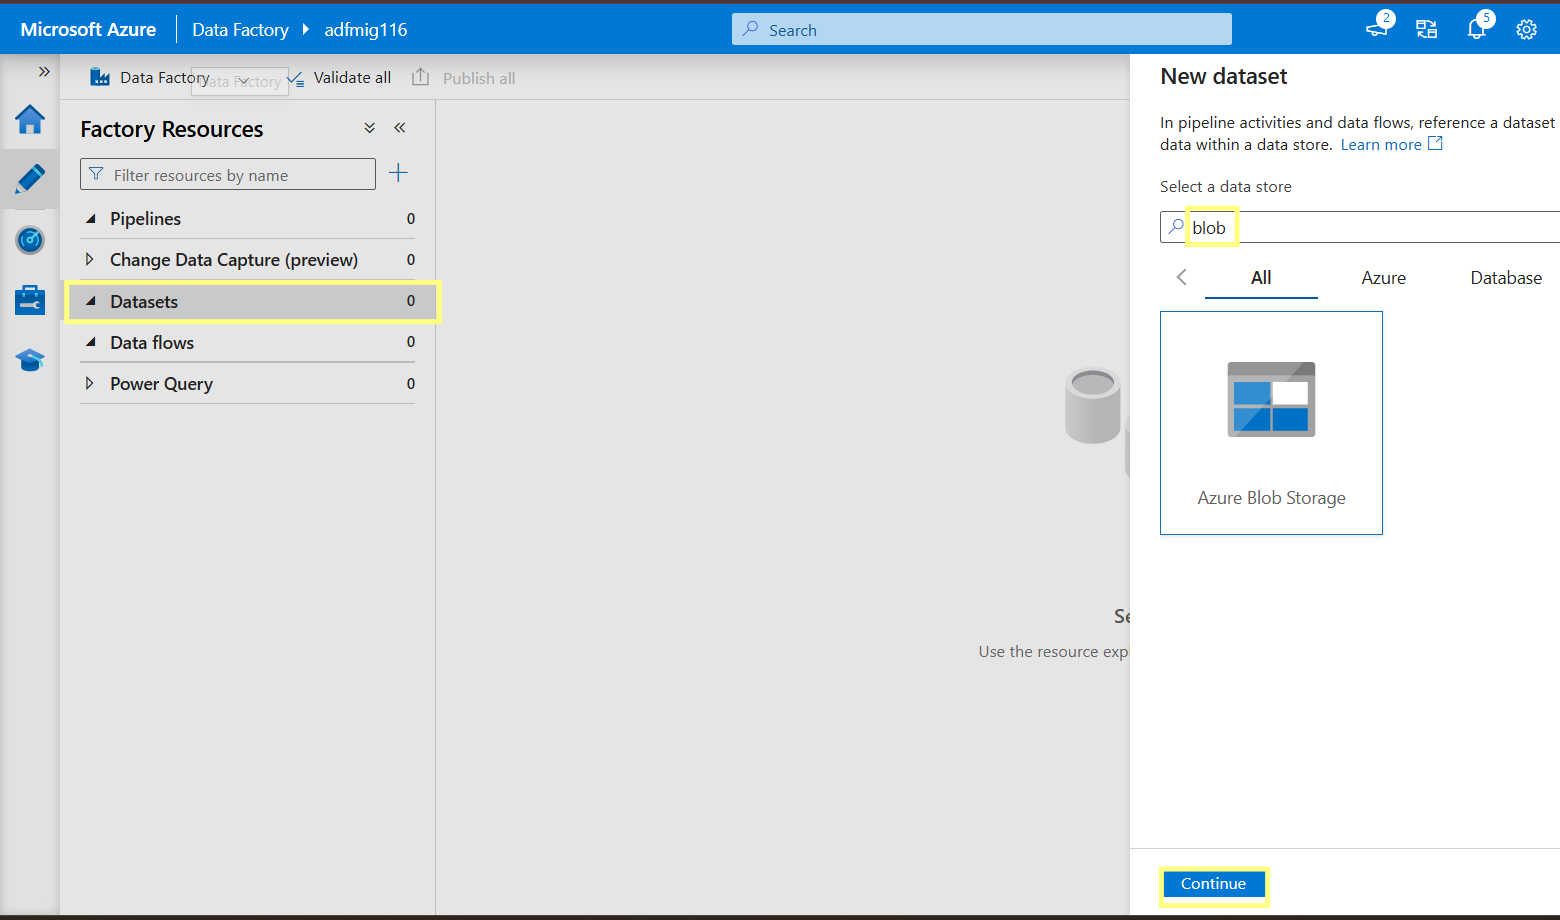 Microsoft Azure
Data Factory
adfmig116
Search
2
5
Data Factory
Data Factory
Validate all
Publish all
Factory Resources
Filter resources by name
Pipelines 0
Change Data Capture (preview) 0
Datasets 0
Data flows 0
Power Query 0
Use the resource exp
New dataset
In pipeline activities and data flows, reference a dataset
data within a data store. Learn more
Select a data store
blob
All
Azure
Database
Azure Blob Storage
Continue